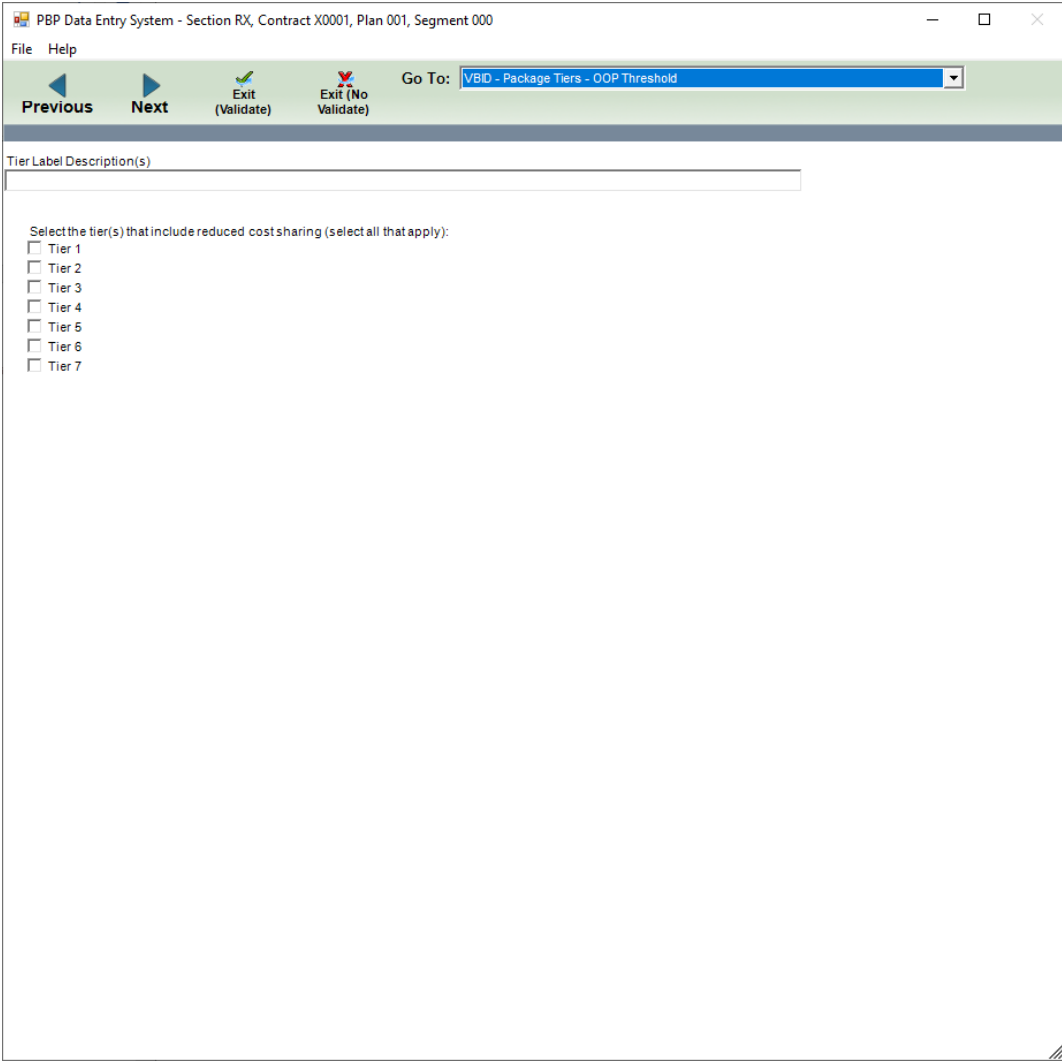 PBP Data Entry System - Section RX, Contract X0001, Plan 001, Segment 000
File Help
Previous
Next
Exit (Validate)
Exit (No Validate)
Go To: VBID - Package Tiers - OOP Threshold
Tier Label Description(s)
Select the tier(s) that include reduced cost sharing (select all that apply):
Tier 1
Tier 2
Tier 3
Tier 4
Tier 5
Tier 6
Tier 7